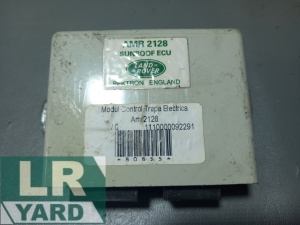 AMR 2128
SUNROOF ECU
LAND-
ROVER
ENGLAND
Modul Control Trapa Electrica
Amr2128
1110000092291
LR
YARD